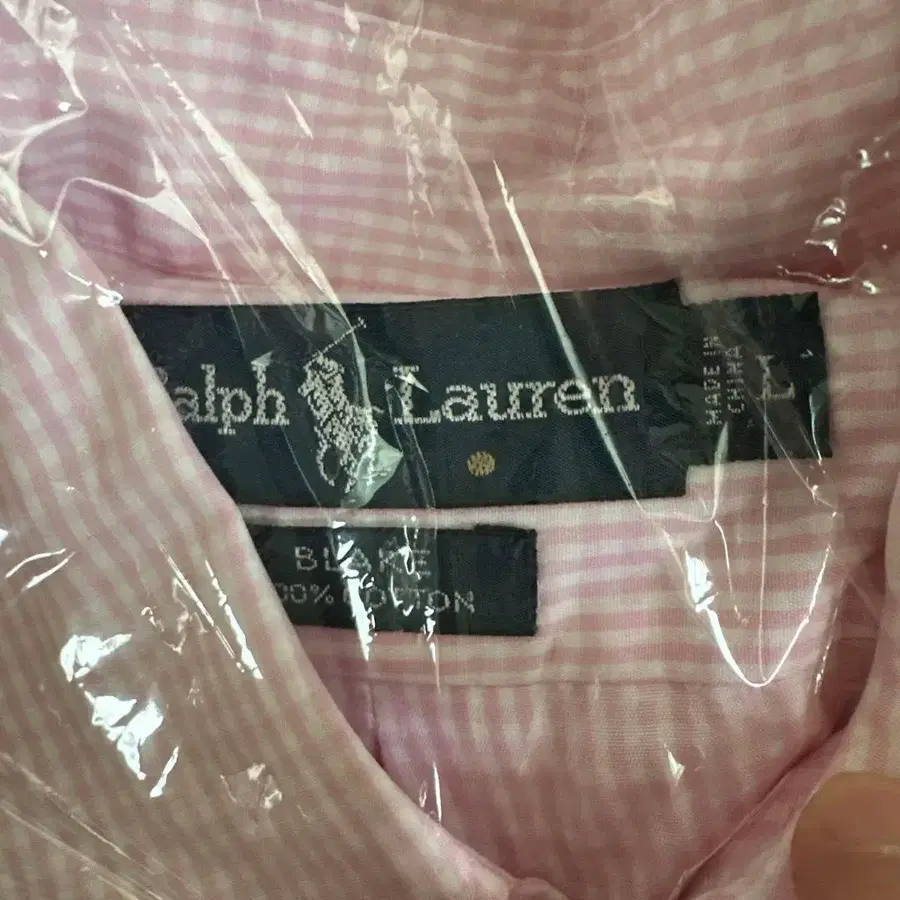 alph Lauren
MADE IN
CHINA
L
BLAKE
00% COTTON